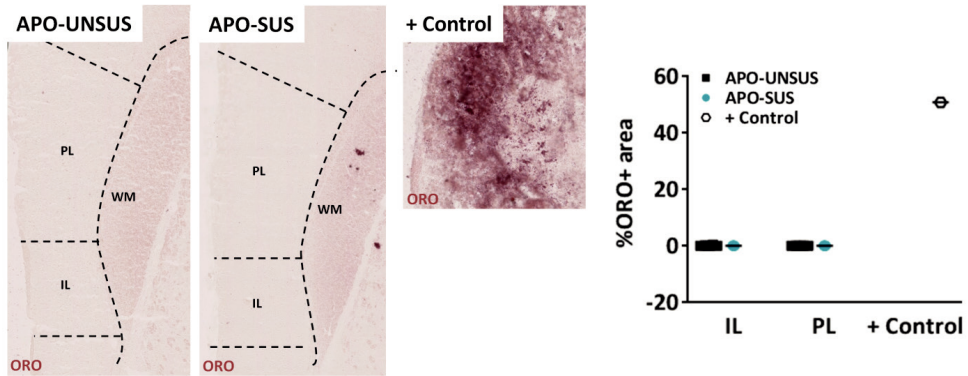 APO-UNSUS
PL
WM
IL
ORO
APO-SUS
PL
WM
IL
ORO
+ Control
ORO
%ORO+ area
60
40
20
0
-20
APO-UNSUS
APO-SUS
+ Control
IL PL + Control